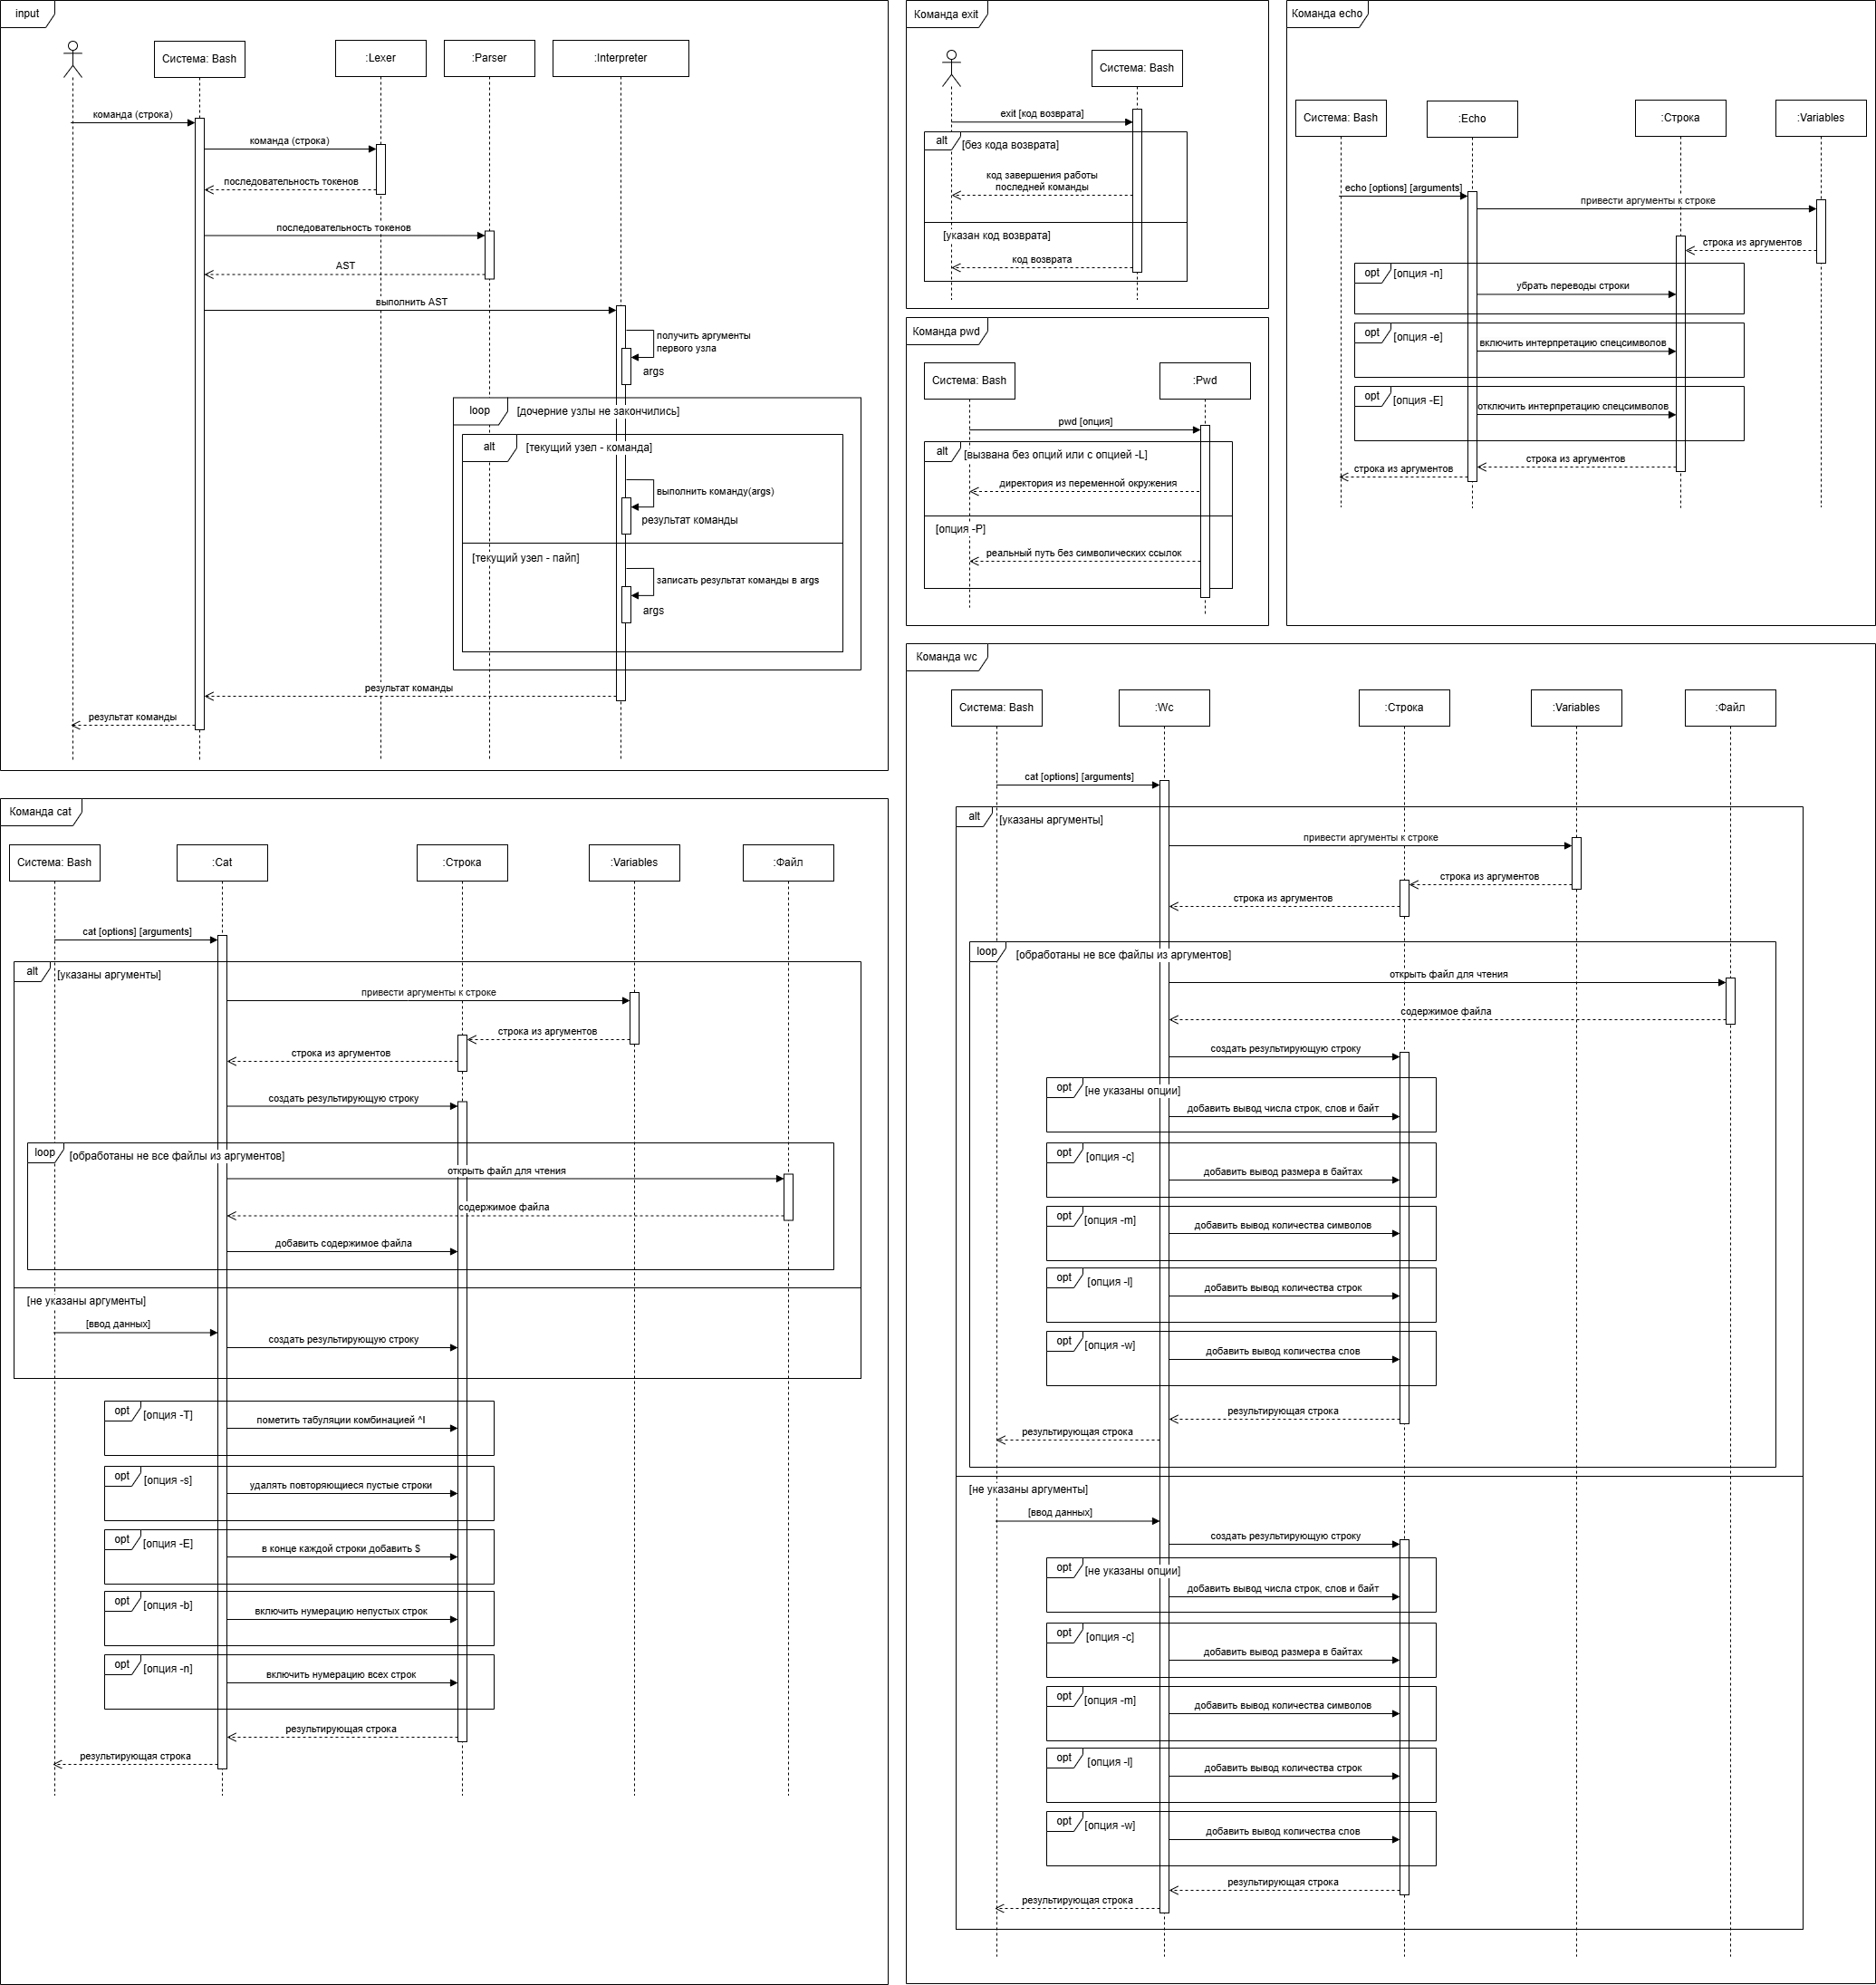 input
Система: Bash
:Lexer
:Parser
:Interpreter
команда (строка)
команда (строка)
последовательность токенов
последовательность токенов
AST
выполнить AST
получить аргументы
первого узла
args
loop
[дочерние узлы не закончились]
alt
[текущий узел - команда]
выполнить команду(args)
результат команды
[текущий узел - пайп]
записать результат команды в args
args
результат команды
результат команды
Команда exit
Система: Bash
exit [код возврата]
alt
[без кода возврата]
код завершения работы
последней команды
[указан код возврата]
код возврата
Команда pwd
Система: Bash
:Pwd
pwd [опция]
alt
[вызвана без опций или с опцией -L]
директория из переменной окружения
[опция -P]
реальный путь без символических ссылок
Команда echo
Система: Bash
:Echo
:Строка
:Variables
echo [options] [arguments]
привести аргументы к строке
строка из аргументов
opt
[опция -n]
убрать переводы строки
opt
[опция -e]
включить интерпретацию спецсимволов
opt
[опция -E]
отключить интерпретацию спецсимволов
строка из аргументов
строка из аргументов
Команда cat
Система: Bash
:Cat
:Строка
:Variables
:Файл
cat [options] [arguments]
alt
[указаны аргументы]
привести аргументы к строке
строка из аргументов
строка из аргументов
создать результирующую строку
loop
[обработаны не все файлы из аргументов]
открыть файл для чтения
содержимое файла
добавить содержимое файла
[не указаны аргументы]
[ввод данных]
создать результирующую строку
opt
[опция -T]
пометить табуляции комбинацией ^I
opt
[опция -s]
удалять повторяющиеся пустые строки
opt
[опция -E]
в конце каждой строки добавить $
opt
[опция -b]
включить нумерацию непустых строк
opt
[опция -n]
включить нумерацию всех строк
результирующая строка
результирующая строка
Команда wc
Система: Bash
:Wc
:Строка
:Variables
:Файл
cat [options] [arguments]
alt
[указаны аргументы]
привести аргументы к строке
строка из аргументов
строка из аргументов
loop
[обработаны не все файлы из аргументов]
открыть файл для чтения
содержимое файла
создать результирующую строку
opt
[не указаны опции]
добавить вывод числа строк, слов и байт
opt
[опция -c]
добавить вывод размера в байтах
opt
[опция -m]
добавить вывод количества символов
opt
[опция -l]
добавить вывод количества строк
opt
[опция -w]
добавить вывод количества слов
результирующая строка
результирующая строка
[не указаны аргументы]
[ввод данных]
создать результирующую строку
opt
[не указаны опции]
добавить вывод числа строк, слов и байт
opt
[опция -c]
добавить вывод размера в байтах
opt
[опция -m]
добавить вывод количества символов
opt
[опция -l]
добавить вывод количества строк
opt
[опция -w]
добавить вывод количества слов
результирующая строка
результирующая строка